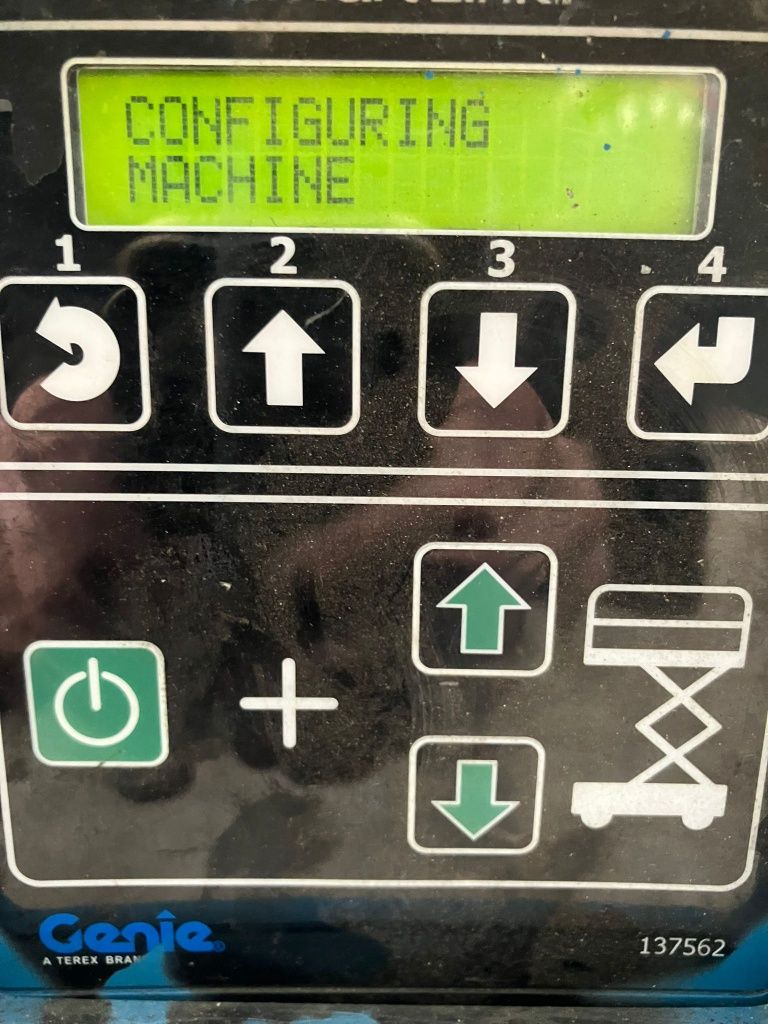 CONFIGURING
MACHINE
1 2 3 4
Genie
A TEREX BRAN
137562